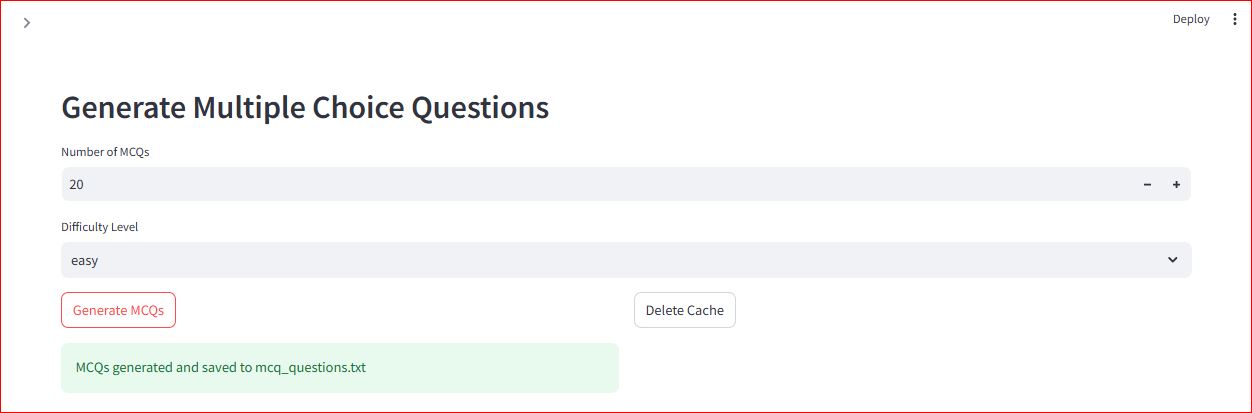 Deploy
Generate Multiple Choice Questions
Number of MCQs
20
Difficulty Level
easy
Generate MCQs
Delete Cache
MCQs generated and saved to mcq_questions.txt